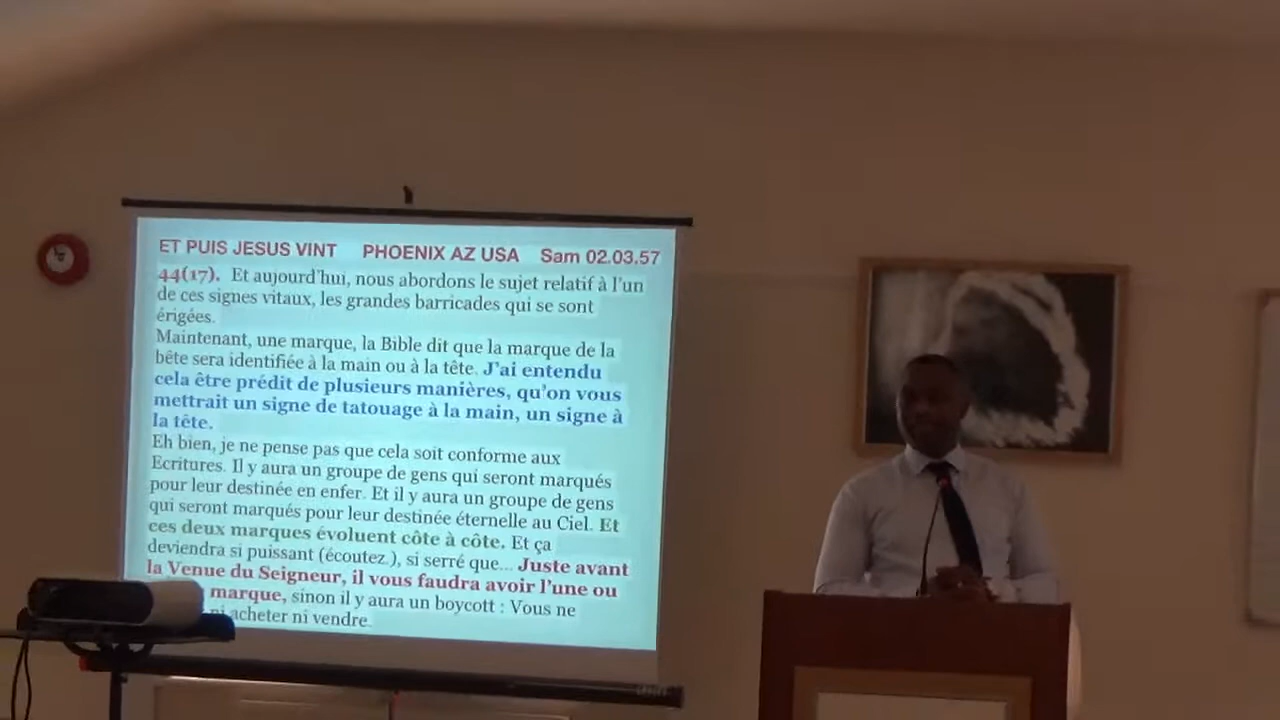 ET PUIS JESUS VINT PHOENIX AZ USA Sam 02.03.57
44(17). Et aujourd'hui, nous abordons le sujet relatif à l'un
de ces signes vitaux, les grandes barricades qui se sont
érigées.
Maintenant, une marque, la Bible dit que la marque de la
bête sera identifiée à la main ou à la tête. J'ai entendu
cela être prédit de plusieurs manières, qu'on vous
mettrait un signe de tatouage à la main, un signe à
la tête.
Eh bien, je ne pense pas que cela soit conforme aux
Ecritures. Il y aura un groupe de gens qui seront marqués
pour leur destinée en enfer. Et il y aura un groupe de gens
qui seront marqués pour leur destinée éternelle au Ciel. Et
ces deux marques évoluent côte à côte. Et ça
deviendra si puissant (écoutez.), si serré que... Juste avant
la Venue du Seigneur, il vous faudra avoir l'une ou
marque, sinon il y aura un boycott : Vous ne
ni acheter ni vendre.